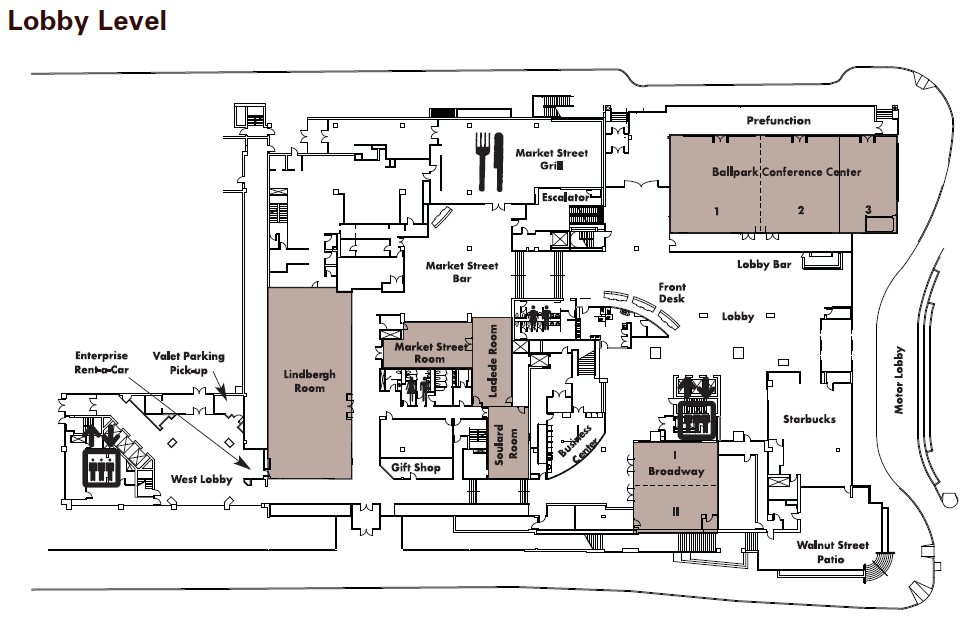 Lobby Level
Prefunction
Market Street
Grill
Ballpark Conference Center
Escalator
1
2
3
Market Street
Bar
Lobby Bar
Front
Desk
Lobby
Market Street
Room
Laclede Room
Enterprise
Rent-a-Car
Valet Parking
Pick-up
Lindbergh
Room
Motor Lobby
Starbucks
Soulard
Room
Business
Center
I
Broadway
II
Gift Shop
West Lobby
Walnut Street
Patio